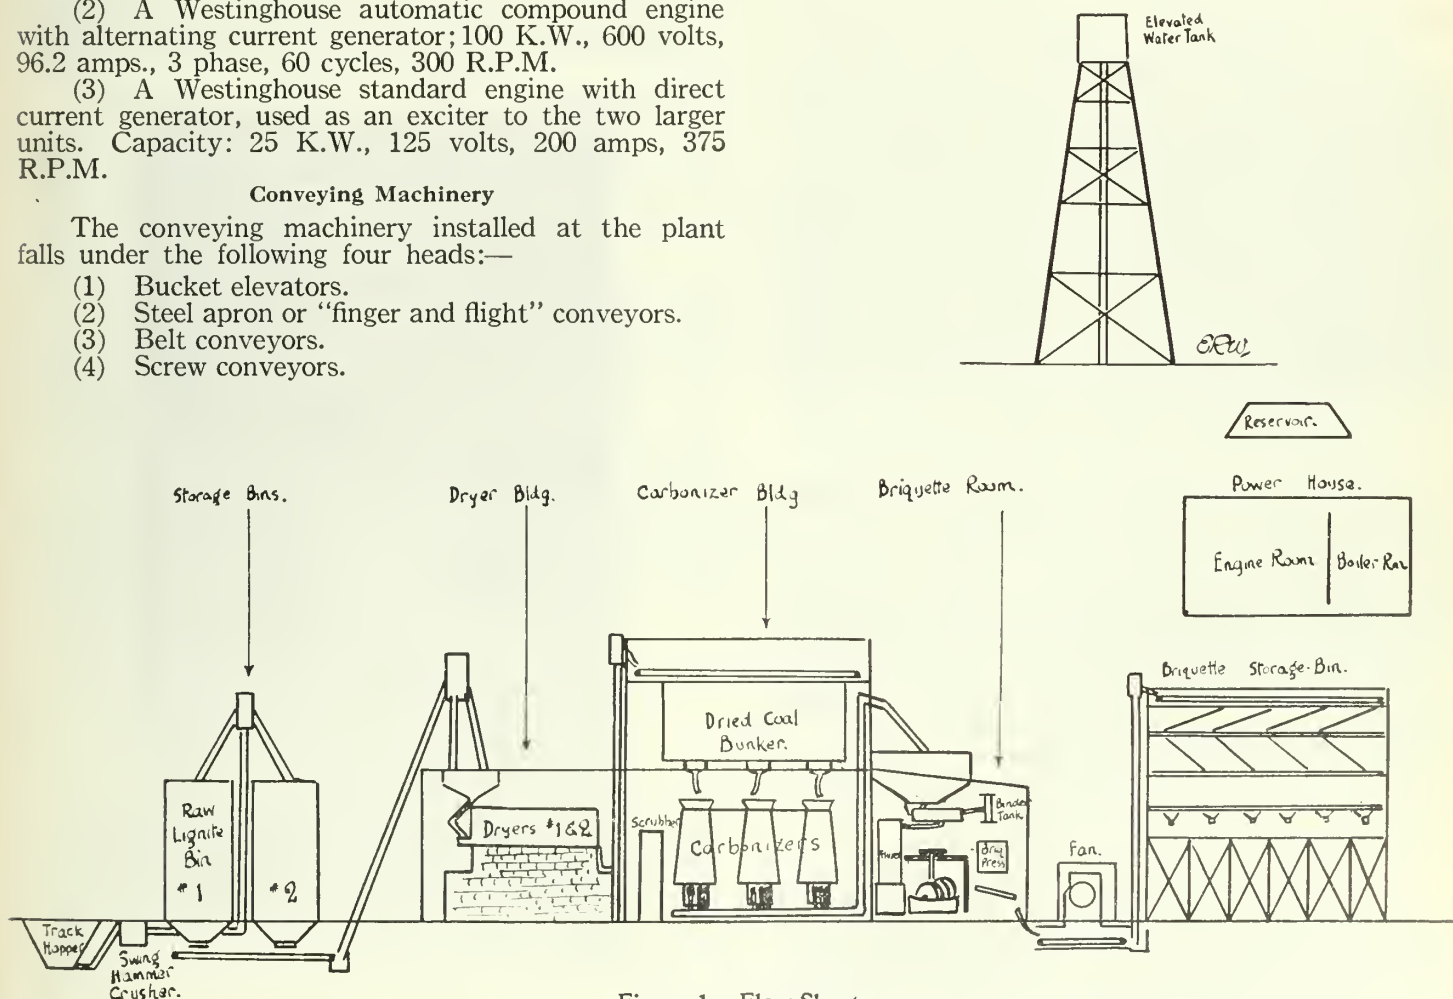 (2) A Westinghouse automatic compound engine
with alternating current generator; 100 K.W., 600 volts,
96.2 amps., 3 phase, 60 cycles, 300 R.P.M.
(3) A Westinghouse standard engine with direct
current generator, used as an exciter to the two larger
units. Capacity: 25 K.W., 125 volts, 200 amps, 375
R.P.M.
Conveying Machinery
The conveying machinery installed at the plant
falls under the following four heads:—
(1) Bucket elevators.
(2) Steel apron or “finger and flight” conveyors.
(3) Belt conveyors.
(4) Screw conveyors.
Elevated
Water Tank
ERW
Reservoir.
Storage Bins.
Dryer Bldg.
Carbonizer Bldg
Briquette Room.
Power House.
Engine Room
Boiler Rm
Briquette Storage-Bin.
Dried Coal
Bunker.
Raw
Lignite
Bin
#1
#2
Dryers #1&2
Scrubber
Carbonizers
Binder
Tank
Press
Fan.
Track
Hopper
Swing
Hammer
Crusher.